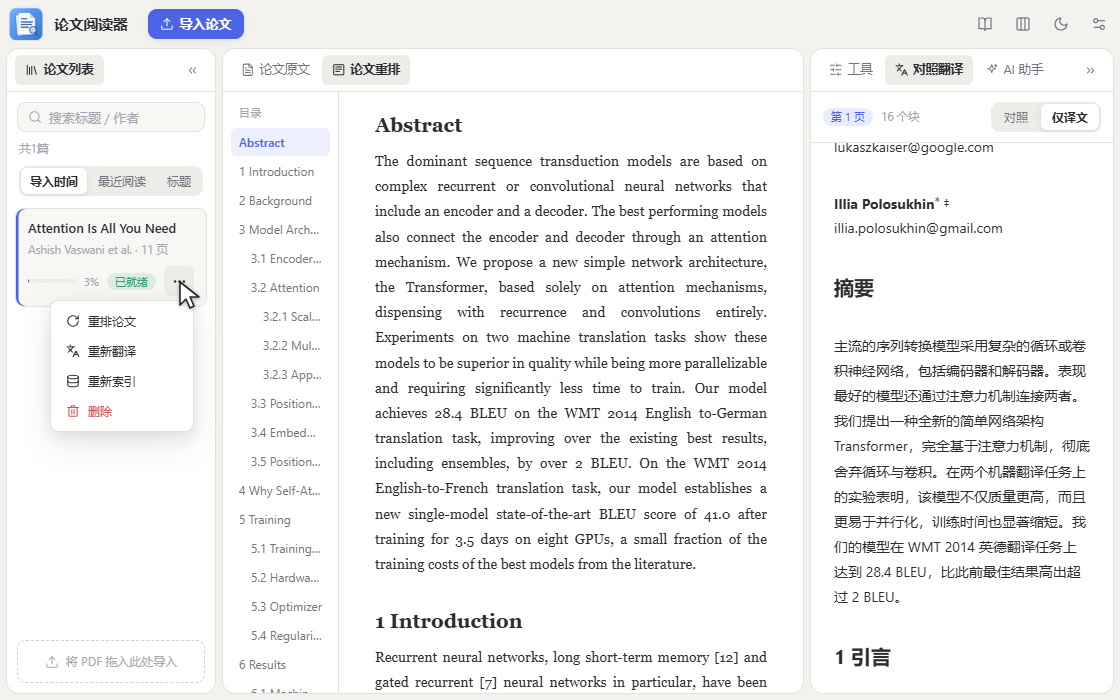 论文阅读器
导入论文
论文列表
搜索标题 / 作者
共1篇
导入时间
最近阅读
标题
Attention Is All You Need
Ashish Vaswani et al. · 11 页
3%
已就绪
重排论文
重新翻译
重新索引
删除
将 PDF 拖入此处导入
论文原文
论文重排
目录
Abstract
1 Introduction
2 Background
3 Model Arch...
3.1 Encoder...
3.2 Attention
3.2.1 Scal...
3.2.2 Mul...
3.2.3 App...
3.3 Position...
3.4 Embed...
3.5 Position...
4 Why Self-At...
5 Training
5.1 Training...
5.2 Hardwa...
5.3 Optimizer
5.4 Regulari...
6 Results
6.1 Machin...
Abstract
The dominant sequence transduction models are based on
complex recurrent or convolutional neural networks that
include an encoder and a decoder. The best performing models
also connect the encoder and decoder through an attention
mechanism. We propose a new simple network architecture,
the Transformer, based solely on attention mechanisms,
dispensing with recurrence and convolutions entirely.
Experiments on two machine translation tasks show these
models to be superior in quality while being more parallelizable
and requiring significantly less time to train. Our model
achieves 28.4 BLEU on the WMT 2014 English to-German
translation task, improving over the existing best results,
including ensembles, by over 2 BLEU. On the WMT 2014
English-to-French translation task, our model establishes a
new single-model state-of-the-art BLEU score of 41.0 after
training for 3.5 days on eight GPUs, a small fraction of the
training costs of the best models from the literature.
1 Introduction
Recurrent neural networks, long short-term memory [12] and
gated recurrent [7] neural networks in particular, have been
工具
对照翻译
AI 助手
第 1 页
16 个块
对照
仅译文
lukaszkaiser@google.com
Illia Polosukhin* ‡
illia.polosukhin@gmail.com
摘要
主流的序列转换模型采用复杂的循环或卷
积神经网络，包括编码器和解码器。表现
最好的模型还通过注意力机制连接两者。
我们提出一种全新的简单网络架构
Transformer，完全基于注意力机制，彻底
舍弃循环与卷积。在两个机器翻译任务上
的实验表明，该模型不仅质量更高，而且
更易于并行化，训练时间也显著缩短。我
们的模型在 WMT 2014 英德翻译任务上
达到 28.4 BLEU，比此前最佳结果高出超
过 2 BLEU。
1 引言